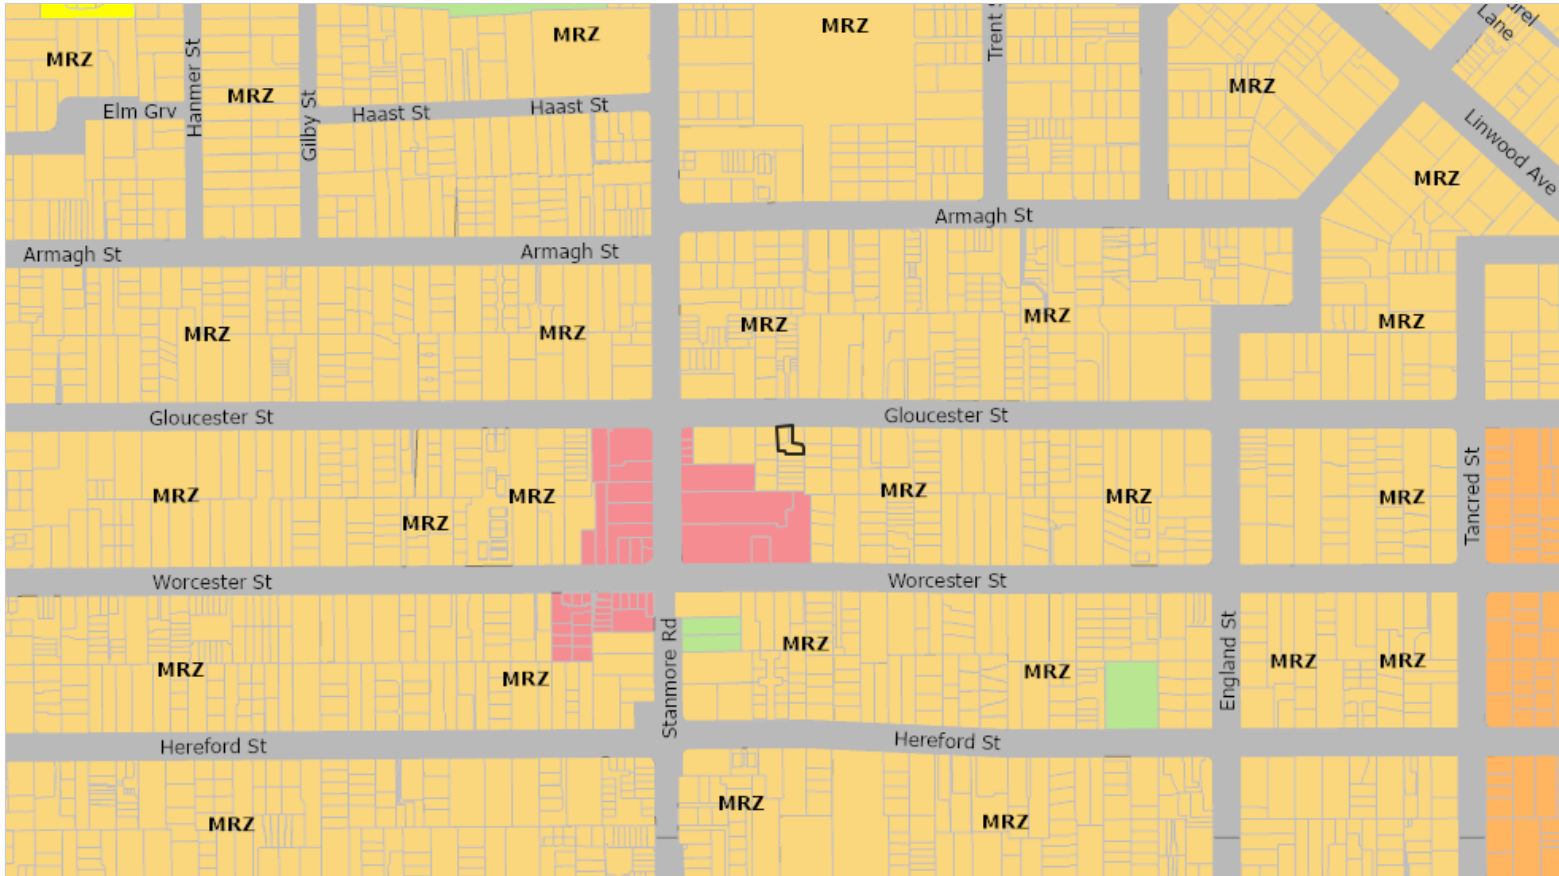 Trent S
urel
Lane
MRZ
MRZ
MRZ
Hanmer St
MRZ
MRZ
Gilby St
Elm Grv
Haast St
Haast St
Linwood Ave
MRZ
Armagh St
Armagh St
Armagh St
MRZ
MRZ
MRZ
MRZ
MRZ
Gloucester St
Gloucester St
MRZ
MRZ
MRZ
MRZ
MRZ
MRZ
Tancred St
Worcester St
Worcester St
Stanmore Rd
England St
MRZ
MRZ
MRZ
MRZ
MRZ
MRZ
Hereford St
Hereford St
MRZ
MRZ
MRZ